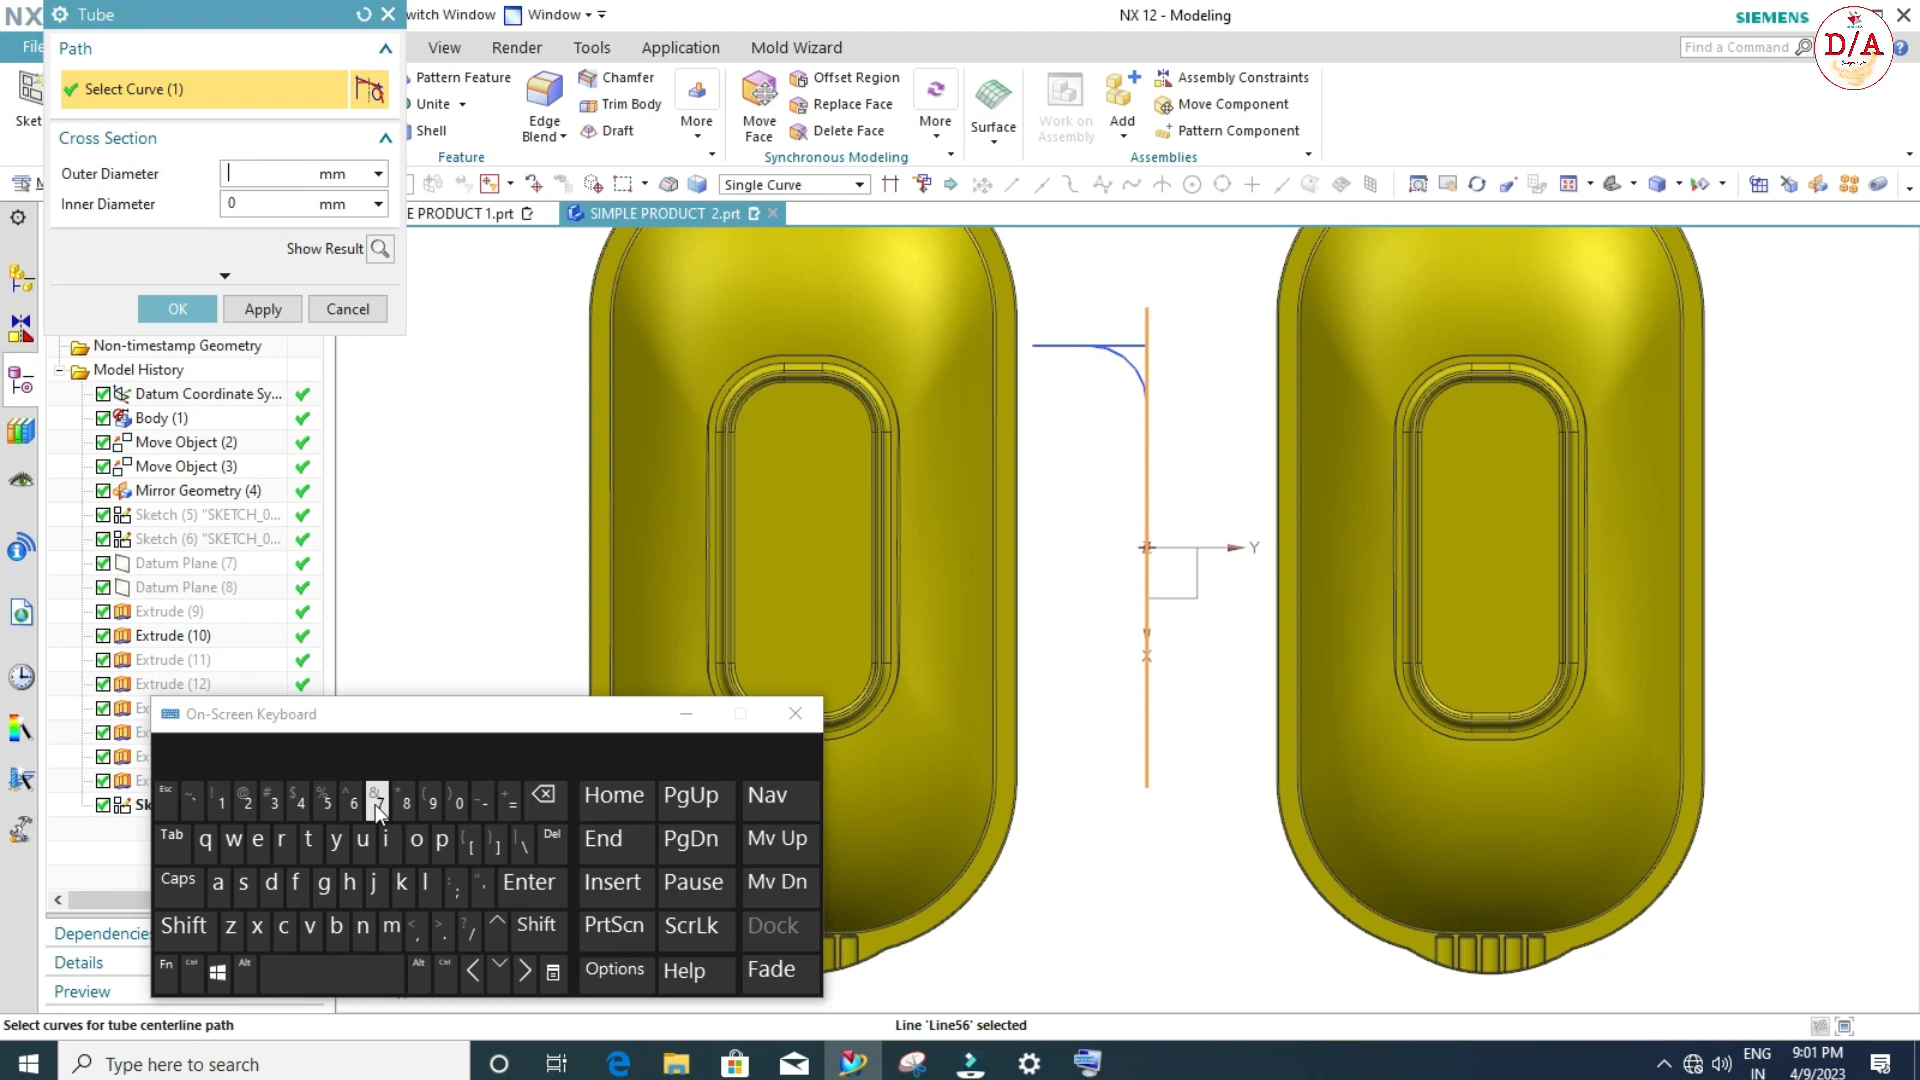 NX
Tube
witch Window
Window
NX 12 - Modeling
SIEMENS
D/A
File
View
Render
Tools
Application
Mold Wizard
Find a Command
Path
Select Curve (1)
Cross Section
Outer Diameter
mm
Inner Diameter
0
mm
Show Result
OK
Apply
Cancel
Sket
Pattern Feature
Unite
Shell
Edge
Blend
Chamfer
Trim Body
Draft
More
Feature
Move
Face
Offset Region
Replace Face
Delete Face
More
Synchronous Modeling
Surface
Work on
Assembly
Add
Assembly Constraints
Move Component
Pattern Component
Assemblies
M
Single Curve
E PRODUCT 1.prt
SIMPLE PRODUCT 2.prt
Non-timestamp Geometry
Model History
Datum Coordinate Sy...
Body (1)
Move Object (2)
Move Object (3)
Mirror Geometry (4)
Sketch (5) "SKETCH_0...
Sketch (6) "SKETCH_0...
Datum Plane (7)
Datum Plane (8)
Extrude (9)
Extrude (10)
Extrude (11)
Extrude (12)
Ex
Ex
Ex
Ex
Sk
Dependencies
Details
Preview
Y
X
On-Screen Keyboard
Esc ~ ` ! 1 @ 2 # 3 $ 4 % 5 ^ 6 & 7 * 8 ( 9 ) 0 _ - + = Home PgUp Nav
Tab q w e r t y u i o p { [ } ] | \ Del End PgDn Mv Up
Caps a s d f g h j k l : ; " ' Enter Insert Pause Mv Dn
Shift z x c v b n m < , > . ? / Shift PrtScn ScrLk Dock
Fn Ctrl Alt Alt Ctrl Options Help Fade
Select curves for tube centerline path
Line 'Line56' selected
Type here to search
ENG
IN
9:01 PM
4/9/2023